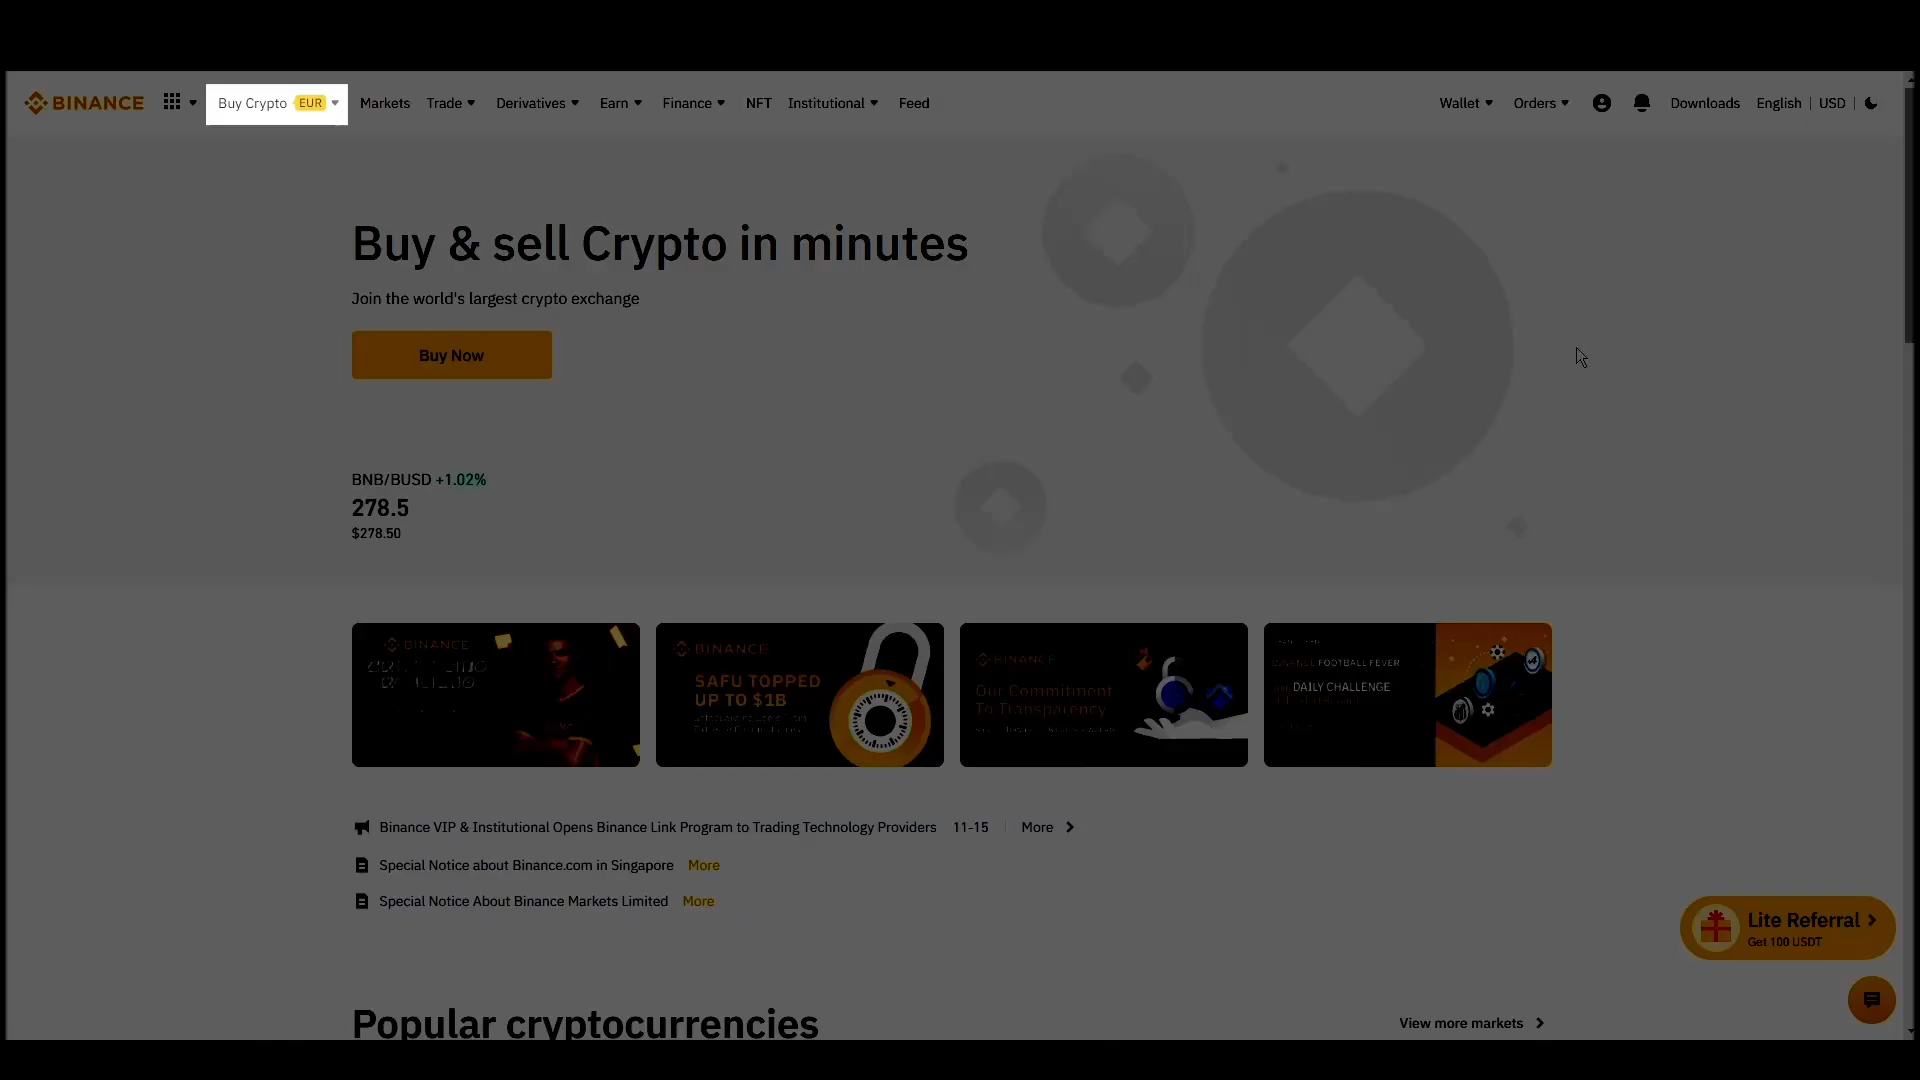 BINANCE Buy Crypto EUR Markets Trade Derivatives Earn Finance NFT Institutional Feed Wallet Orders Downloads English | USD
Buy & sell Crypto in minutes
Join the world's largest crypto exchange
Buy Now
BNB/BUSD +1.02%
278.5
$278.50
BINANCE
BINANCE
SAFU TOPPED
UP TO $1B
BINANCE
Our Commitment
To Transparency
FOOTBALL FEVER
DAILY CHALLENGE
Binance VIP & Institutional Opens Binance Link Program to Trading Technology Providers 11-15 More
Special Notice about Binance.com in Singapore More
Special Notice About Binance Markets Limited More
Lite Referral
Get 100 USDT
Popular cryptocurrencies
View more markets